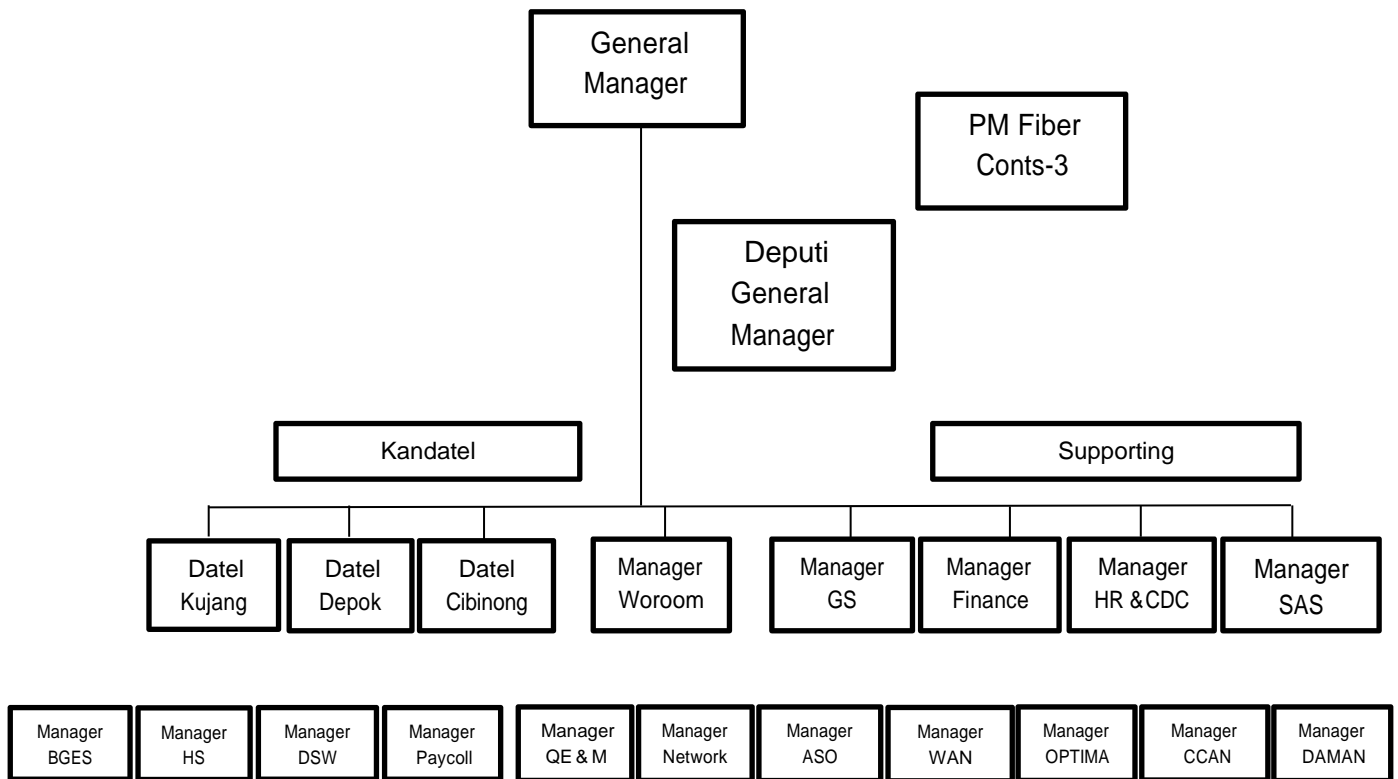 General
Manager
PM Fiber
Conts-3
Deputi
General
Manager
Kandatel
Supporting
Datel
Kujang
Datel
Depok
Datel
Cibinong
Manager
Woroom
Manager
GS
Manager
Finance
Manager
HR & CDC
Manager
SAS
Manager
BGES
Manager
HS
Manager
DSW
Manager
Paycoll
Manager
QE & M
Manager
Network
Manager
ASO
Manager
WAN
Manager
OPTIMA
Manager
CCAN
Manager
DAMAN